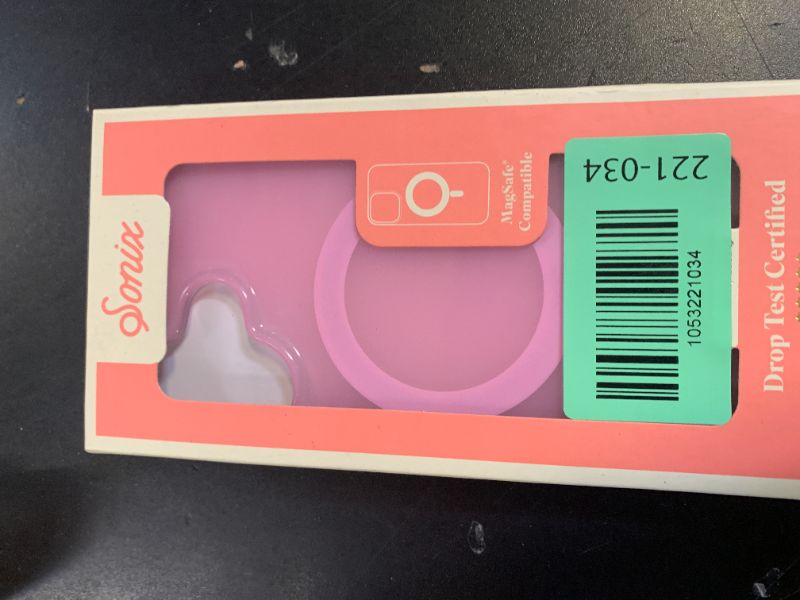 Sonix
MagSafe®
Compatible
221-034
1053221034
Drop Test Certified